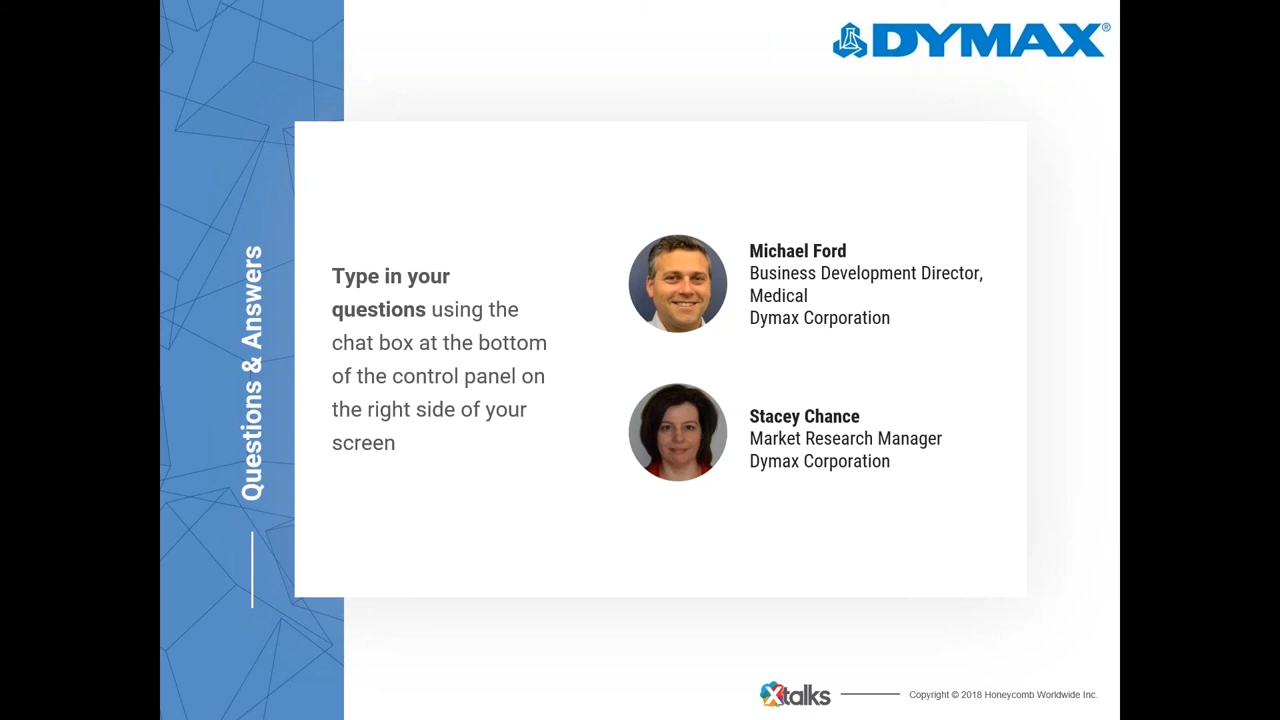 DYMAX®
Questions & Answers
Type in your
questions using the
chat box at the bottom
of the control panel on
the right side of your
screen
Michael Ford
Business Development Director,
Medical
Dymax Corporation
Stacey Chance
Market Research Manager
Dymax Corporation
Xtalks
Copyright © 2018 Honeycomb Worldwide Inc.